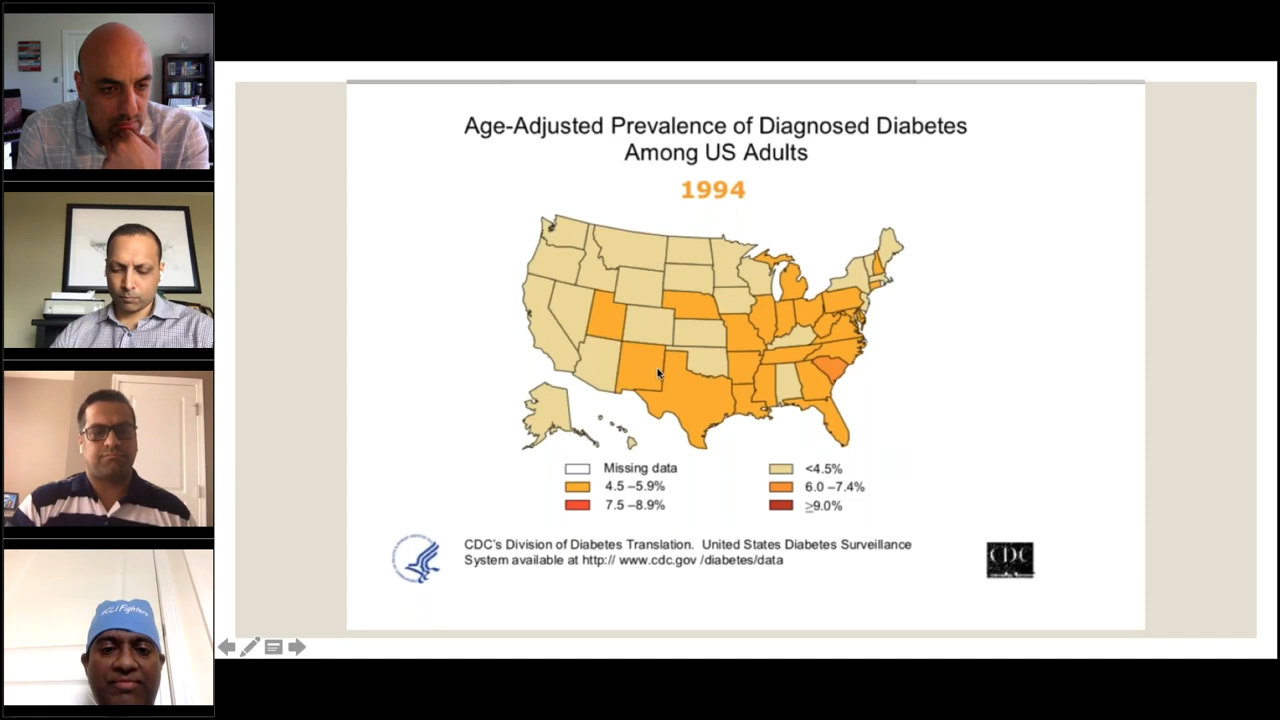 Age-Adjusted Prevalence of Diagnosed Diabetes
Among US Adults
1994
Missing data
<4.5%
4.5 –5.9%
6.0 –7.4%
7.5 –8.9%
≥9.0%
CDC's Division of Diabetes Translation. United States Diabetes Surveillance
System available at http:// www.cdc.gov /diabetes/data
CDC
#CLIFighters